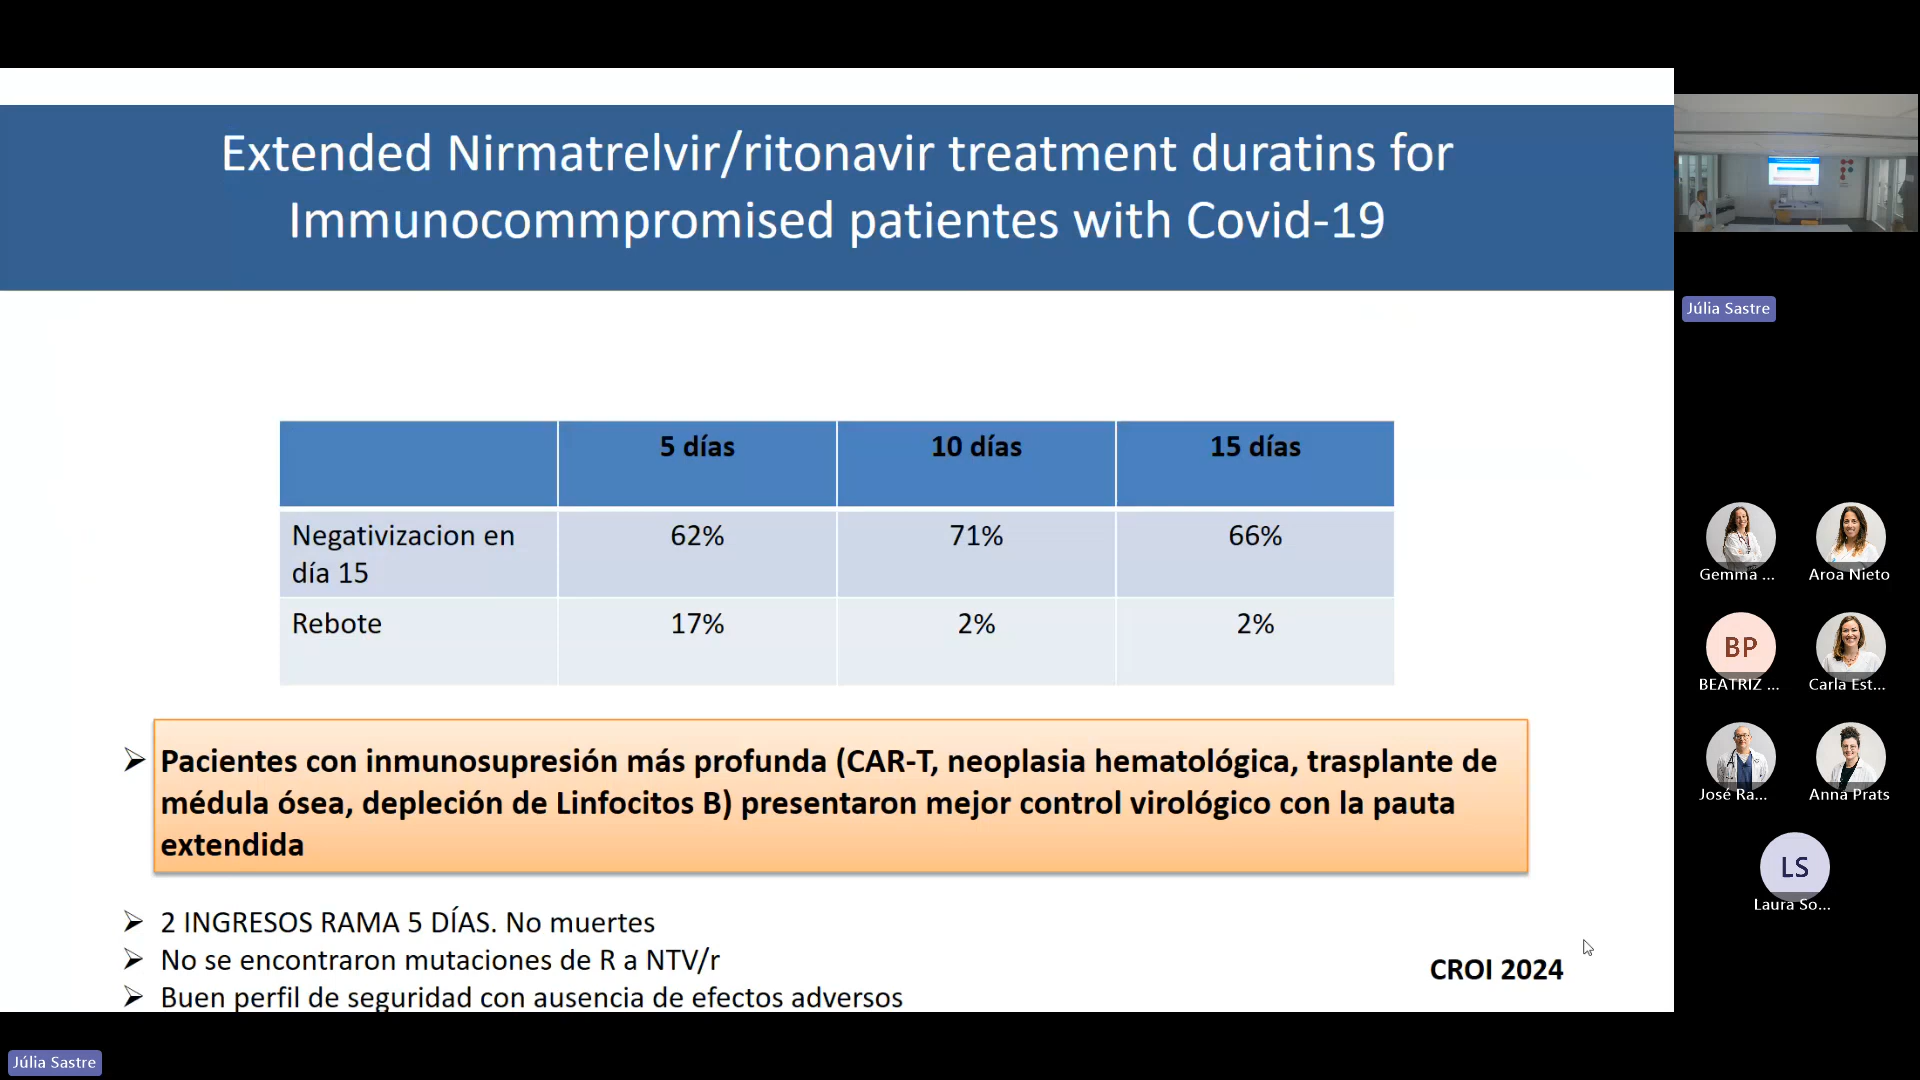 Extended Nirmatrelvir/ritonavir treatment duratins for
Immunocommpromised patientes with Covid-19
5 días
10 días
15 días
Negativizacion en
día 15
62%
71%
66%
Rebote
17%
2%
2%
Pacientes con inmunosupresión más profunda (CAR-T, neoplasia hematológica, trasplante de
médula ósea, depleción de Linfocitos B) presentaron mejor control virológico con la pauta
extendida
2 INGRESOS RAMA 5 DÍAS. No muertes
No se encontraron mutaciones de R a NTV/r
Buen perfil de seguridad con ausencia de efectos adversos
CROI 2024
Júlia Sastre
Gemma ...
Aroa Nieto
BP
BEATRIZ ...
Carla Est...
José Ra...
Anna Prats
LS
Laura So...
Júlia Sastre